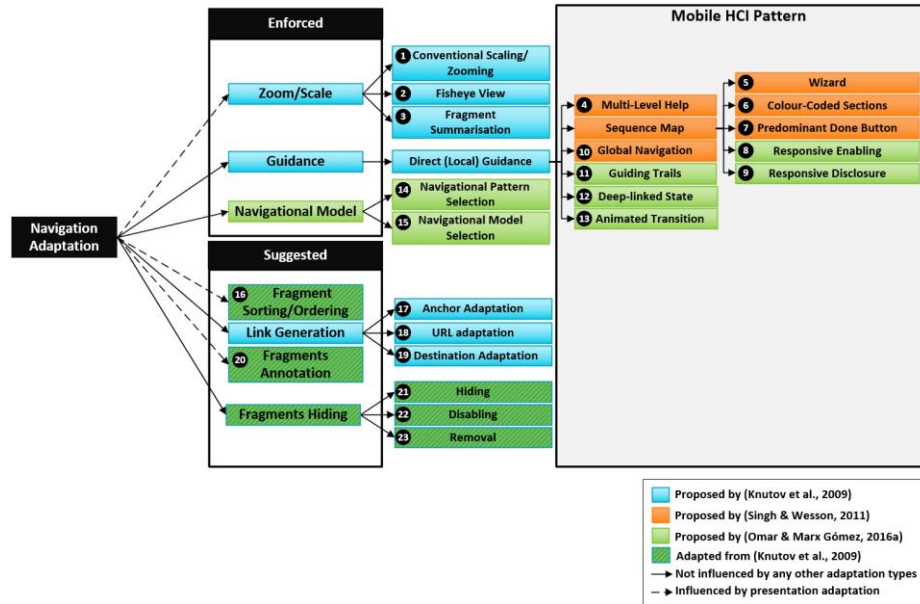 Enforced
Mobile HCI Pattern
1 Conventional Scaling/
Zooming
Zoom/Scale
2 Fisheye View
3 Fragment
Summarisation
4 Multi-Level Help
Sequence Map
5 Wizard
6 Colour-Coded Sections
7 Predominant Done Button
8 Responsive Enabling
9 Responsive Disclosure
Guidance
Direct (Local) Guidance
10 Global Navigation
11 Guiding Trails
12 Deep-linked State
13 Animated Transition
Navigational Model
14 Navigational Pattern
Selection
15 Navigational Model
Selection
Navigation
Adaptation
Suggested
16 Fragment
Sorting/Ordering
Link Generation
17 Anchor Adaptation
18 URL adaptation
19 Destination Adaptation
20 Fragments
Annotation
Fragments Hiding
21 Hiding
22 Disabling
23 Removal
Proposed by (Knutov et al., 2009)
Proposed by (Singh & Wesson, 2011)
Proposed by (Omar & Marx Gómez, 2016a)
Adapted from (Knutov et al., 2009)
Not influenced by any other adaptation types
Influenced by presentation adaptation